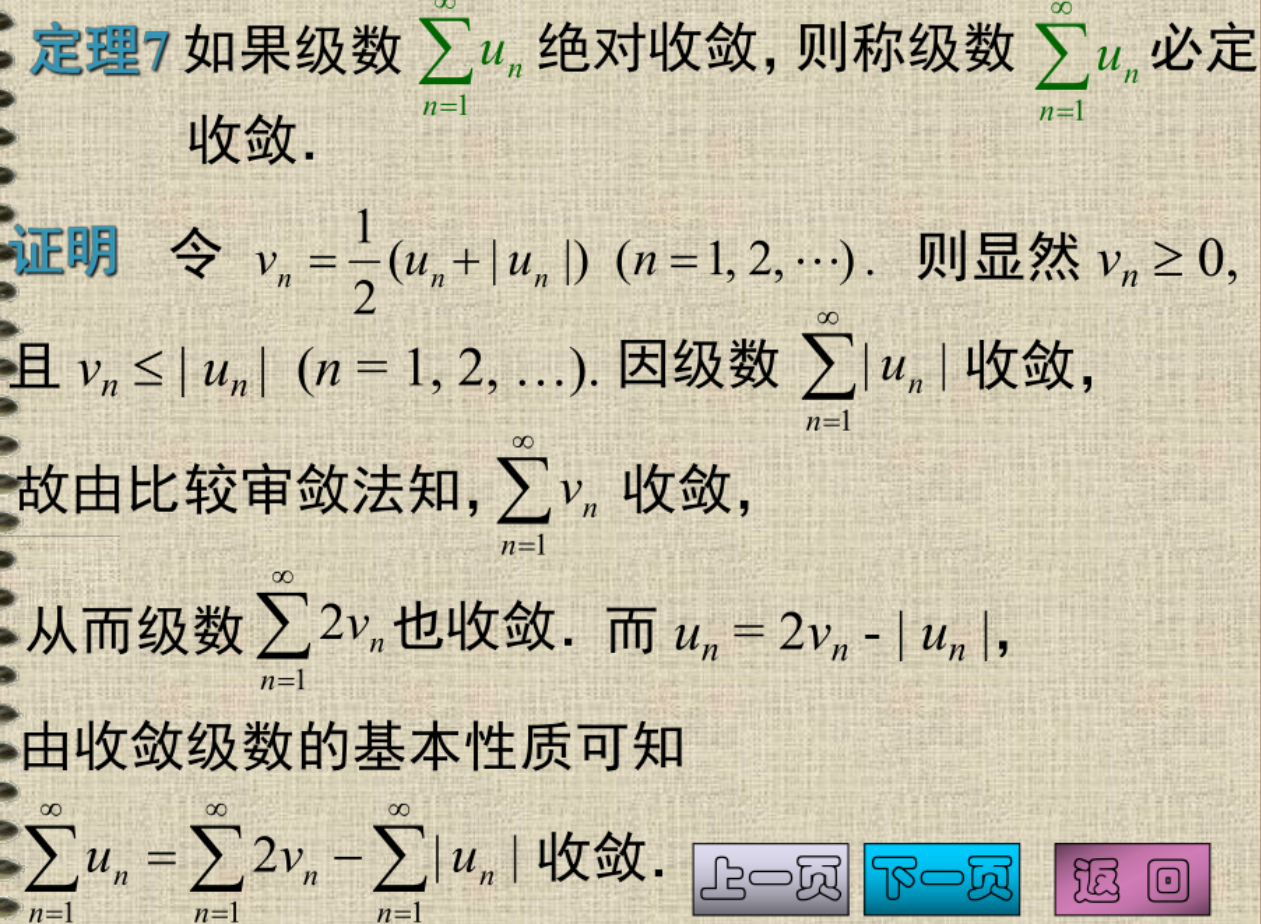 定理7 如果级数 $\sum_{n=1}^{\infty} u_n$ 绝对收敛, 则称级数 $\sum_{n=1}^{\infty} u_n$ 必定
收敛.
证明 令 $v_n = \frac{1}{2}(u_n + |u_n|)$ $(n = 1, 2, \cdots)$. 则显然 $v_n \geq 0$,
且 $v_n \leq |u_n|$ $(n = 1, 2, \ldots)$. 因级数 $\sum_{n=1}^{\infty} |u_n|$ 收敛,
故由比较审敛法知, $\sum_{n=1}^{\infty} v_n$ 收敛,
从而级数 $\sum_{n=1}^{\infty} 2v_n$ 也收敛. 而 $u_n = 2v_n - |u_n|$,
由收敛级数的基本性质可知
$\sum_{n=1}^{\infty} u_n = \sum_{n=1}^{\infty} 2v_n - \sum_{n=1}^{\infty} |u_n|$ 收敛.
上一页 下一页 返回